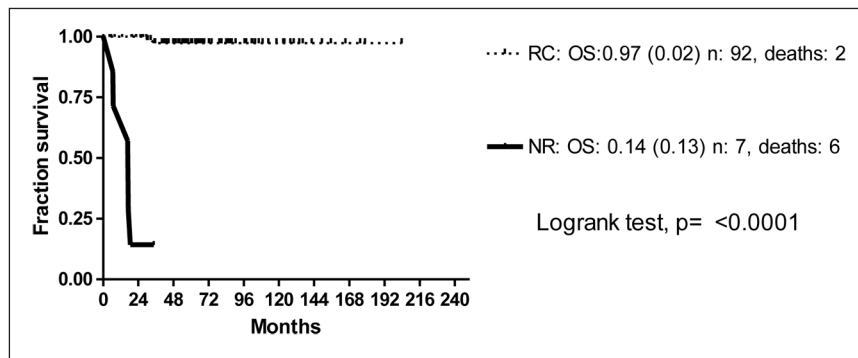 1.00
0.75
0.50
0.25
0.00
Fraction survival
0 24 48 72 96 120 144 168 192 216 240
Months
RC: OS:0.97 (0.02) n: 92, deaths: 2
NR: OS: 0.14 (0.13) n: 7, deaths: 6
Logrank test, p= <0.0001